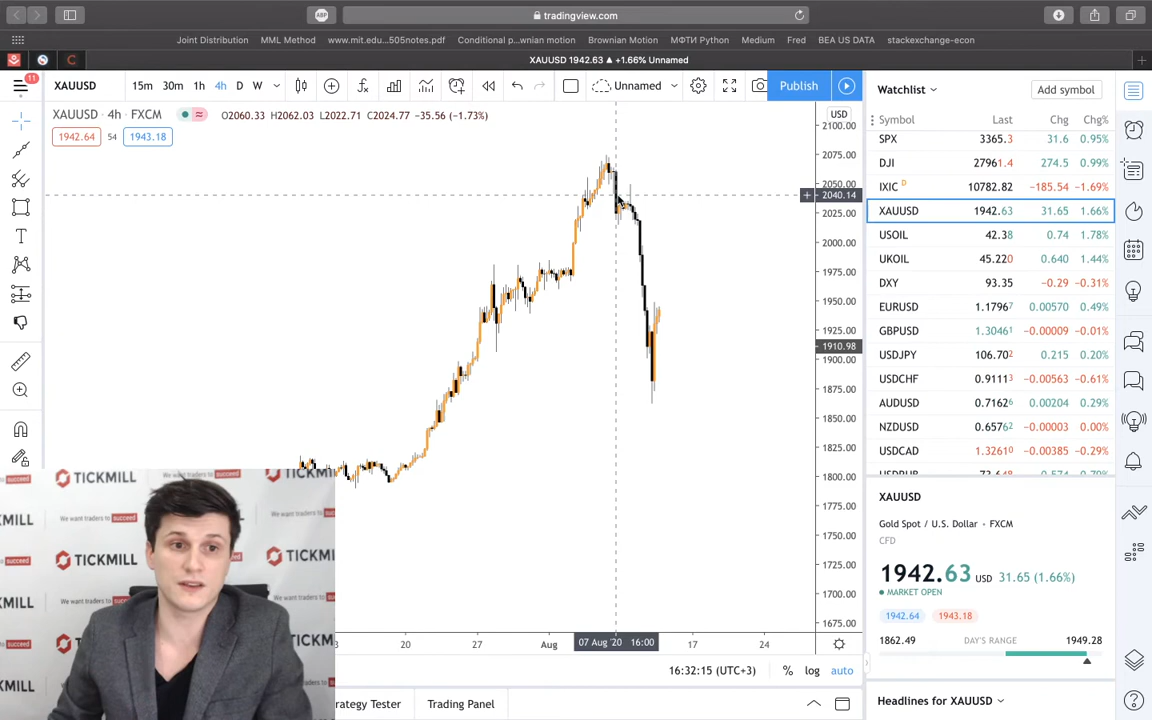 ABP
tradingview.com
Joint Distribution MML Method www.mit.edu...505notes.pdf Conditional p...wnian motion Brownian Motion МФТИ Python Medium Fred BEA US DATA stackexchange-econ
C
XAUUSD 1942.63 ▲ +1.66% Unnamed
11
XAUUSD 15m 30m 1h 4h D W Unnamed Publish
XAUUSD · 4h · FXCM O2060.33 H2062.03 L2022.71 C2024.77 −35.56 (−1.73%)
1942.64 54 1943.18
USD
2100.00
2075.00
2050.00
2040.14
2025.00
2000.00
1975.00
1950.00
1925.00
1910.98
1900.00
1875.00
1850.00
1800.00
1775.00
1750.00
1725.00
1700.00
1675.00
20 27 Aug 07 Aug '20 16:00 17 24
16:32:15 (UTC+3) % log auto
rategy Tester Trading Panel
Watchlist Add symbol
Symbol Last Chg Chg%
SPX 3365.3 31.6 0.95%
DJI 27961.4 274.5 0.99%
IXIC D 10782.82 −185.54 −1.69%
XAUUSD 1942.63 31.65 1.66%
USOIL 42.38 0.74 1.78%
UKOIL 45.220 0.640 1.44%
DXY 93.35 −0.29 −0.31%
EURUSD 1.17967 0.00570 0.49%
GBPUSD 1.30461 −0.00009 −0.01%
USDJPY 106.702 0.215 0.20%
USDCHF 0.91113 −0.00563 −0.61%
AUDUSD 0.71626 0.00204 0.29%
NZDUSD 0.65762 −0.00003 0.00%
USDCAD 1.32610 −0.00385 −0.29%
XAUUSD
Gold Spot / U.S. Dollar · FXCM
CFD
1942.63 USD 31.65 (1.66%)
MARKET OPEN
1942.64 1943.18
1862.49 DAY'S RANGE 1949.28
Headlines for XAUUSD
TICKMILL
We want traders to succeed
MILL
TICKMILL
TICKMILL